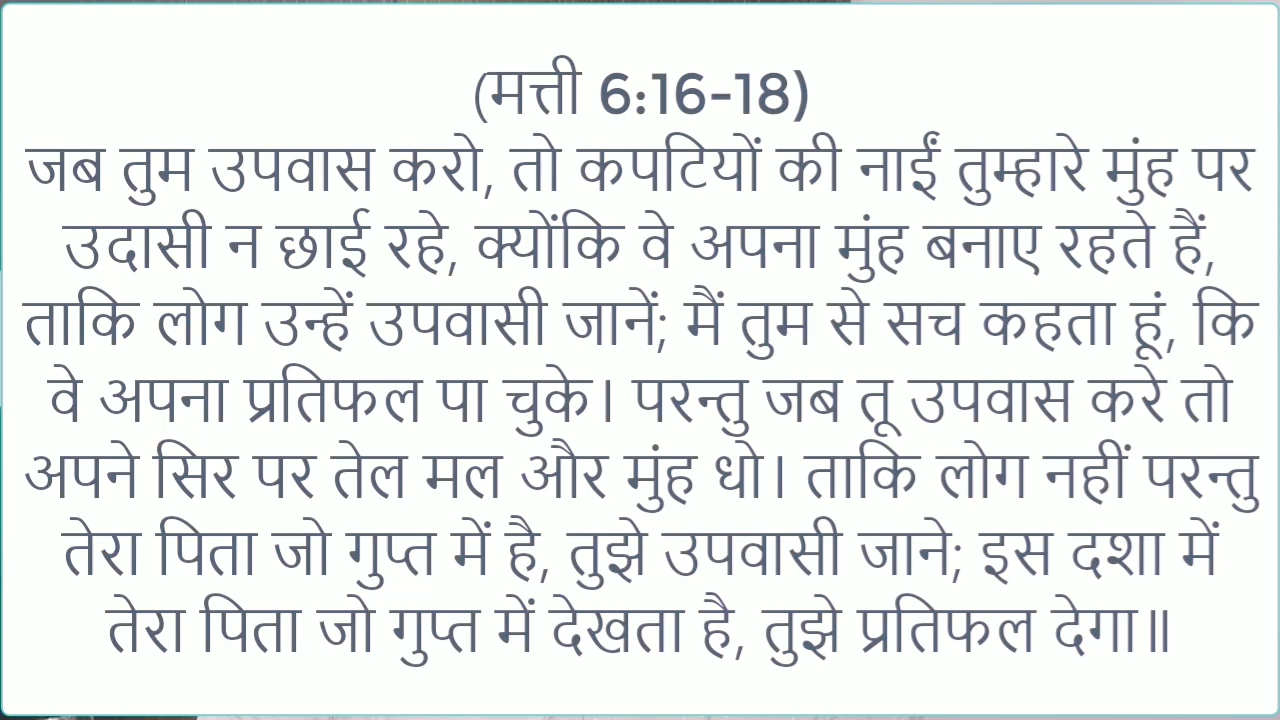 (मत्ती 6:16-18)
जब तुम उपवास करो, तो कपटियों की नाईं तुम्हारे मुंह पर
उदासी न छाई रहे, क्योंकि वे अपना मुंह बनाए रहते हैं,
ताकि लोग उन्हें उपवासी जानें; मैं तुम से सच कहता हूं, कि
वे अपना प्रतिफल पा चुके। परन्तु जब तू उपवास करे तो
अपने सिर पर तेल मल और मुंह धो। ताकि लोग नहीं परन्तु
तेरा पिता जो गुप्त में है, तुझे उपवासी जाने; इस दशा में
तेरा पिता जो गुप्त में देखता है, तुझे प्रतिफल देगा॥